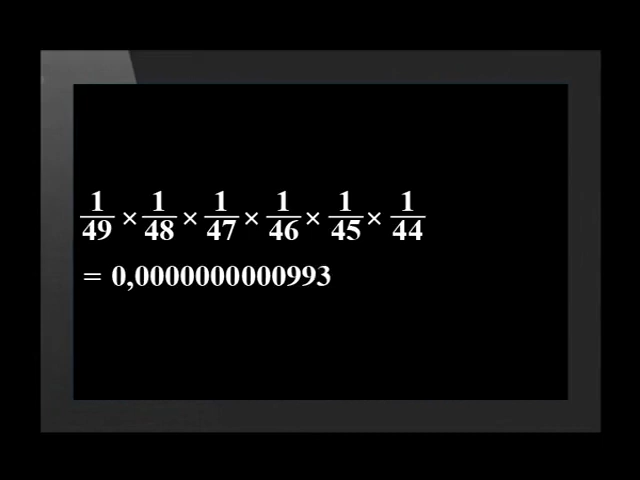 1/49 × 1/48 × 1/47 × 1/46 × 1/45 × 1/44
= 0,0000000000993